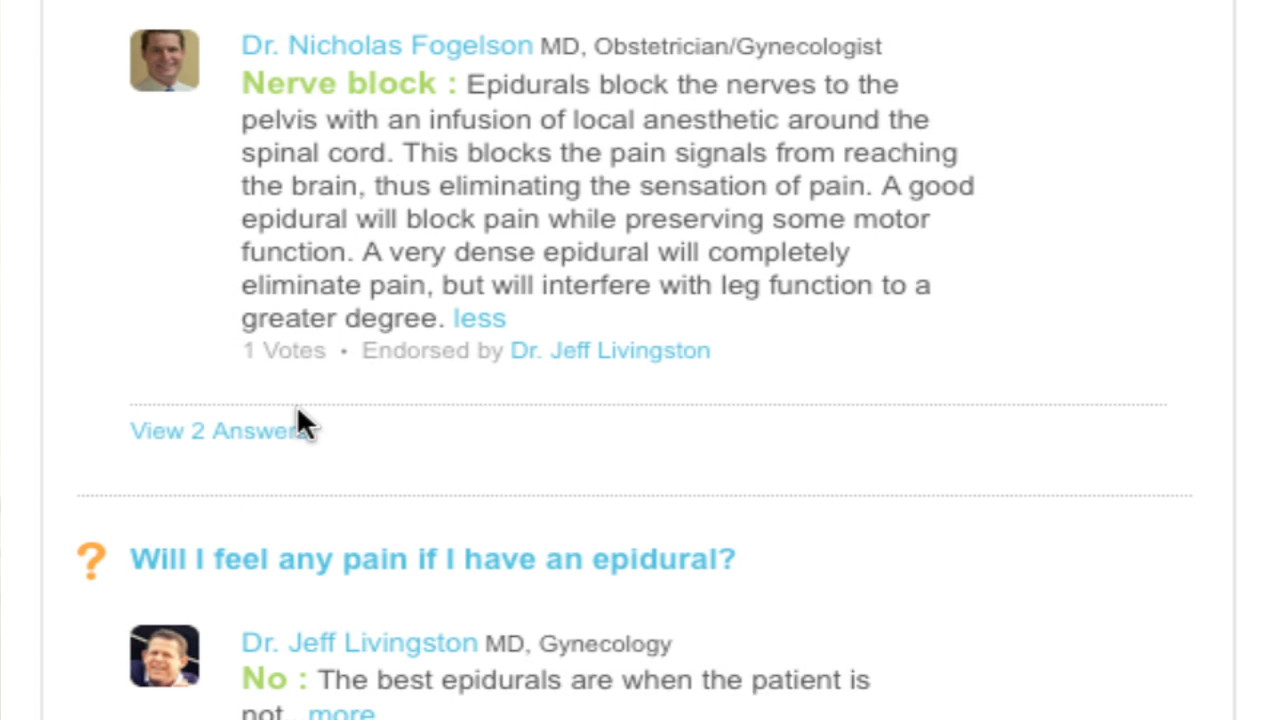 Dr. Nicholas Fogelson MD, Obstetrician/Gynecologist
Nerve block : Epidurals block the nerves to the
pelvis with an infusion of local anesthetic around the
spinal cord. This blocks the pain signals from reaching
the brain, thus eliminating the sensation of pain. A good
epidural will block pain while preserving some motor
function. A very dense epidural will completely
eliminate pain, but will interfere with leg function to a
greater degree. less
1 Votes • Endorsed by Dr. Jeff Livingston
View 2 Answers
? Will I feel any pain if I have an epidural?
Dr. Jeff Livingston MD, Gynecology
No : The best epidurals are when the patient is
not... more